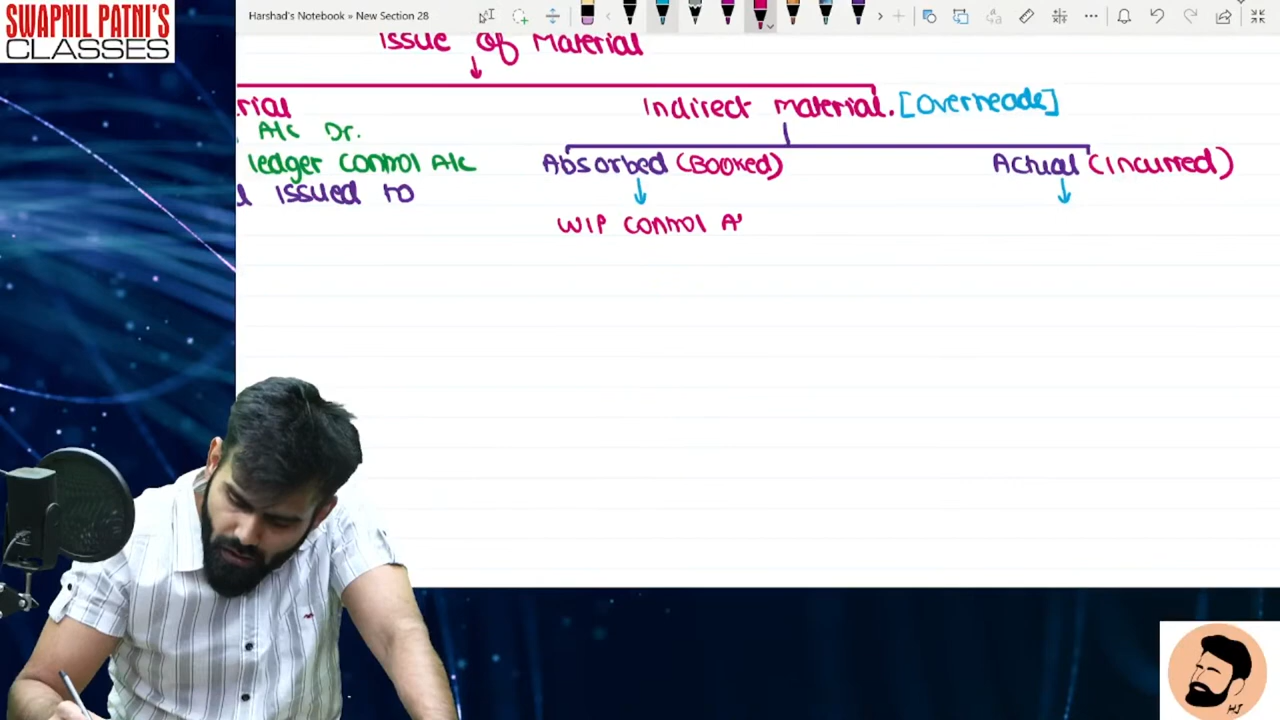 SWAPNIL PATNI'S
CLASSES
Harshad's Notebook » New Section 28
Issue of Material
rial
Indirect Material. [Overheads]
A/c Dr.
ledger control A/c
Absorbed (Booked)
Actual (Incurred)
issued to
WIP control A/
HJ